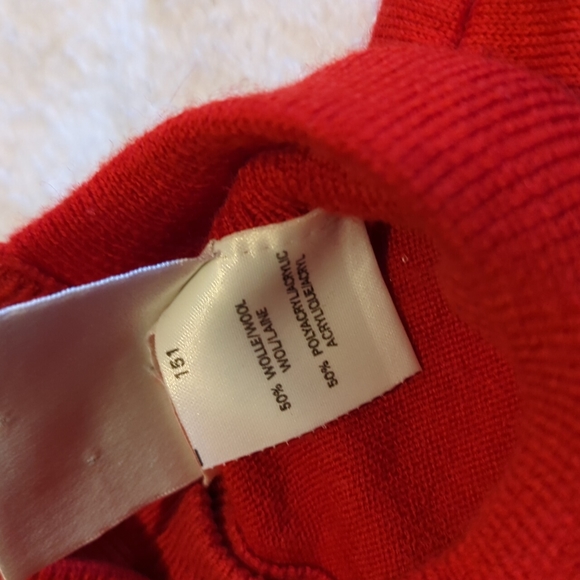 50% WOLLE/WOOL
WOL/LAINE
50% POLYACRYL/ACRYLIC
ACRYLIQUE/ACRYL
151